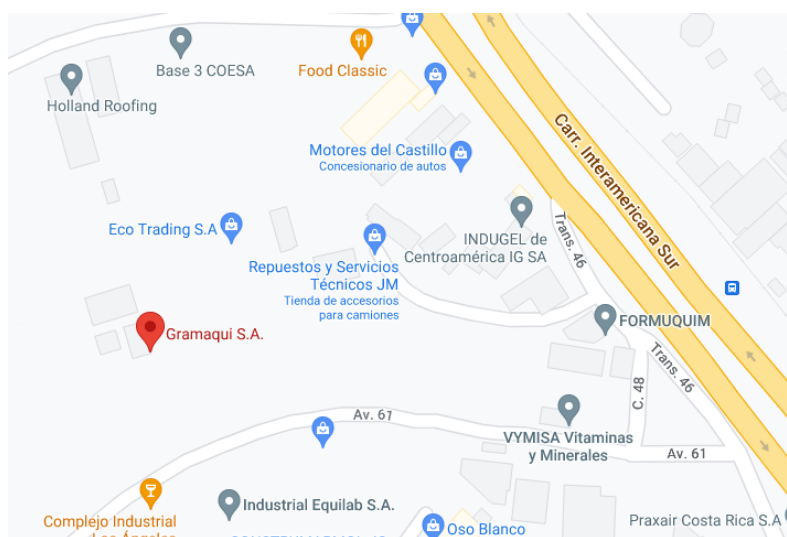 Base 3 COESA
Food Classic
Holland Roofing
Carr. Interamericana Sur
Motores del Castillo
Concesionario de autos
Eco Trading S.A
INDUGEL de
Centroamérica IG SA
Trans. 46
Repuestos y Servicios
Técnicos JM
Tienda de accesorios
para camiones
Gramaqui S.A.
FORMUQUIM
Trans. 46
C. 48
Av. 61
VYMISA Vitaminas
y Minerales
Av. 61
Industrial Equilab S.A.
Complejo Industrial
Los Ángeles
Oso Blanco
Praxair Costa Rica S.A